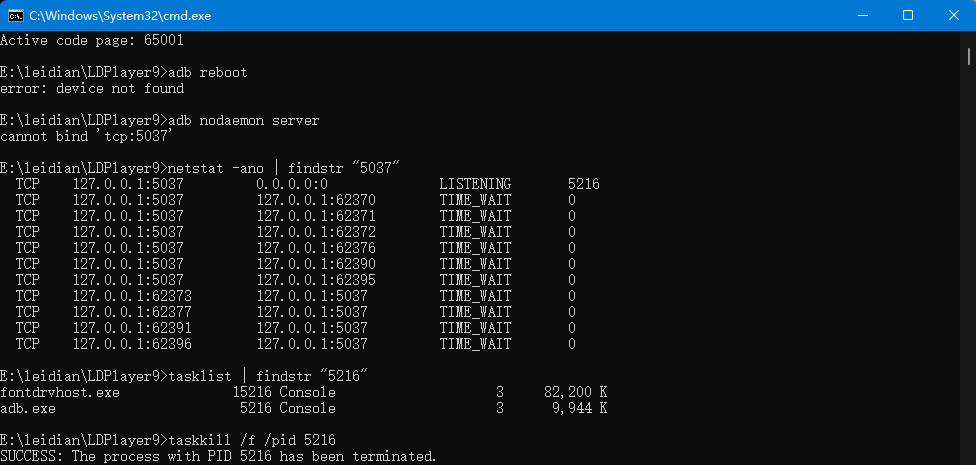 C:\Windows\System32\cmd.exe
Active code page: 65001
E:\leidian\LDPlayer9>adb reboot
error: device not found
E:\leidian\LDPlayer9>adb nodaemon server
cannot bind 'tcp:5037'
E:\leidian\LDPlayer9>netstat -ano | findstr "5037"
TCP 127.0.0.1:5037 0.0.0.0:0 LISTENING 5216
TCP 127.0.0.1:5037 127.0.0.1:62370 TIME_WAIT 0
TCP 127.0.0.1:5037 127.0.0.1:62371 TIME_WAIT 0
TCP 127.0.0.1:5037 127.0.0.1:62372 TIME_WAIT 0
TCP 127.0.0.1:5037 127.0.0.1:62376 TIME_WAIT 0
TCP 127.0.0.1:5037 127.0.0.1:62390 TIME_WAIT 0
TCP 127.0.0.1:5037 127.0.0.1:62395 TIME_WAIT 0
TCP 127.0.0.1:62373 127.0.0.1:5037 TIME_WAIT 0
TCP 127.0.0.1:62377 127.0.0.1:5037 TIME_WAIT 0
TCP 127.0.0.1:62391 127.0.0.1:5037 TIME_WAIT 0
TCP 127.0.0.1:62396 127.0.0.1:5037 TIME_WAIT 0
E:\leidian\LDPlayer9>tasklist | findstr "5216"
fontdrvhost.exe 15216 Console 3 82,200 K
adb.exe 5216 Console 3 9,944 K
E:\leidian\LDPlayer9>taskkill /f /pid 5216
SUCCESS: The process with PID 5216 has been terminated.